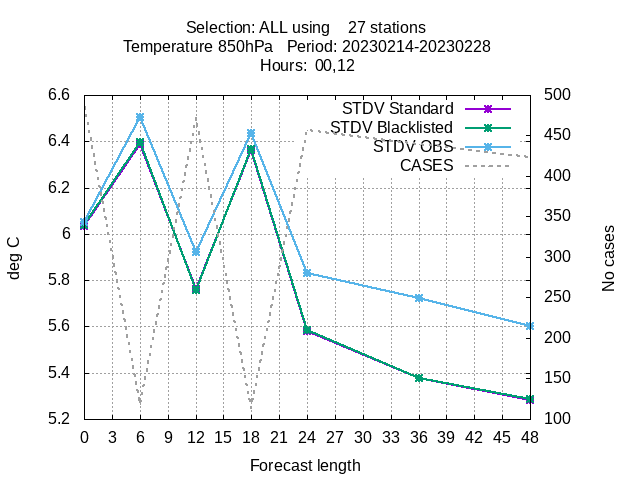 Selection: ALL using    27 stations
Temperature 850hPa   Period: 20230214-20230228
Hours:  00,12
6.6
6.4
6.2
6
5.8
5.6
5.4
5.2
deg C
STDV Standard
STDV Blacklisted
STDV OBS
CASES
500
450
400
350
300
250
200
150
100
No cases
0 3 6 9 12 15 18 21 24 27 30 33 36 39 42 45 48
Forecast length